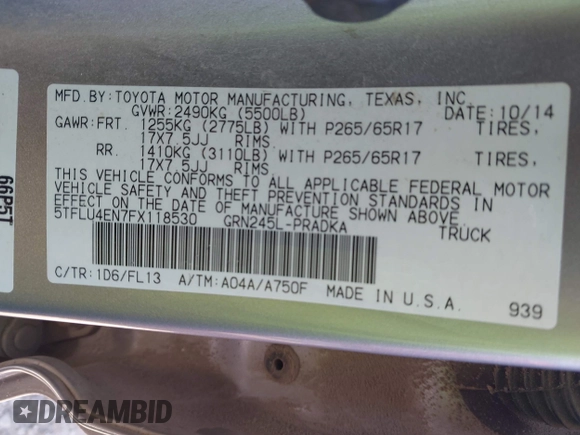 MFD.BY:TOYOTA MOTOR MANUFACTURING, TEXAS, INC.
GVWR:2490KG (5500LB) DATE:10/14
GAWR:FRT. 1255KG (2775LB) WITH P265/65R17 TIRES,
17X7.5JJ RIMS
RR. 1410KG (3110LB) WITH P265/65R17 TIRES,
17X7.5JJ RIMS
THIS VEHICLE CONFORMS TO ALL APPLICABLE FEDERAL MOTOR
VEHICLE SAFETY AND THEFT PREVENTION STANDARDS IN
EFFECT ON THE DATE OF MANUFACTURE SHOWN ABOVE.
5TFLU4EN7FX118530 GRN245L-PRADKA TRUCK
C/TR:1D6/FL13 A/TM:A04A/A750F MADE IN U.S.A. 939
66P5T
DREAMBID